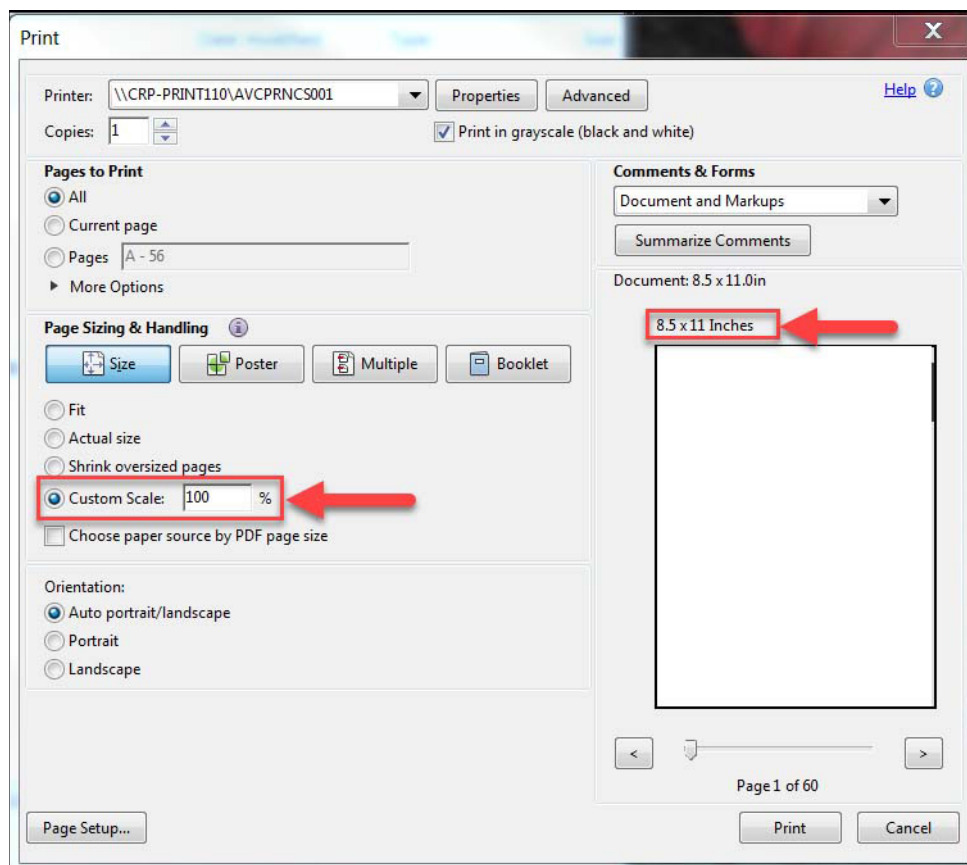 Print
X
Printer: \\CRP-PRINT110\AVCPRNCS001 Properties Advanced Help ?
Copies: 1 Print in grayscale (black and white)
Pages to Print
All
Current page
Pages A - 56
More Options
Page Sizing & Handling i
Size Poster Multiple Booklet
Fit
Actual size
Shrink oversized pages
Custom Scale: 100 %
Choose paper source by PDF page size
Orientation:
Auto portrait/landscape
Portrait
Landscape
Comments & Forms
Document and Markups
Summarize Comments
Document: 8.5 x 11.0in
8.5 x 11 Inches
< >
Page 1 of 60
Page Setup... Print Cancel